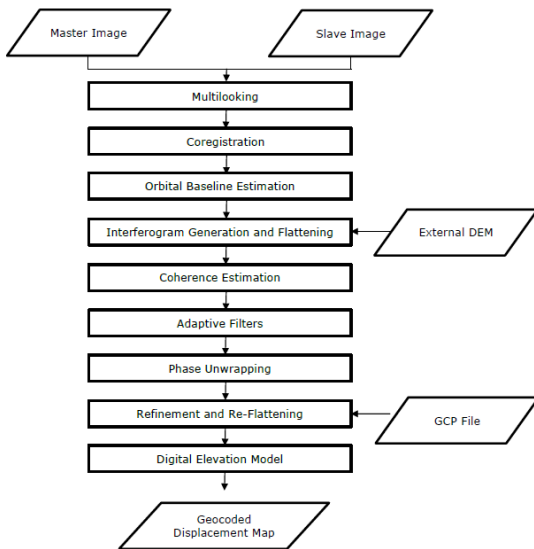 Master Image
Slave Image
Multilooking
Coregistration
Orbital Baseline Estimation
Interferogram Generation and Flattening
External DEM
Coherence Estimation
Adaptive Filters
Phase Unwrapping
Refinement and Re-Flattening
GCP File
Digital Elevation Model
Geocoded
Displacement Map